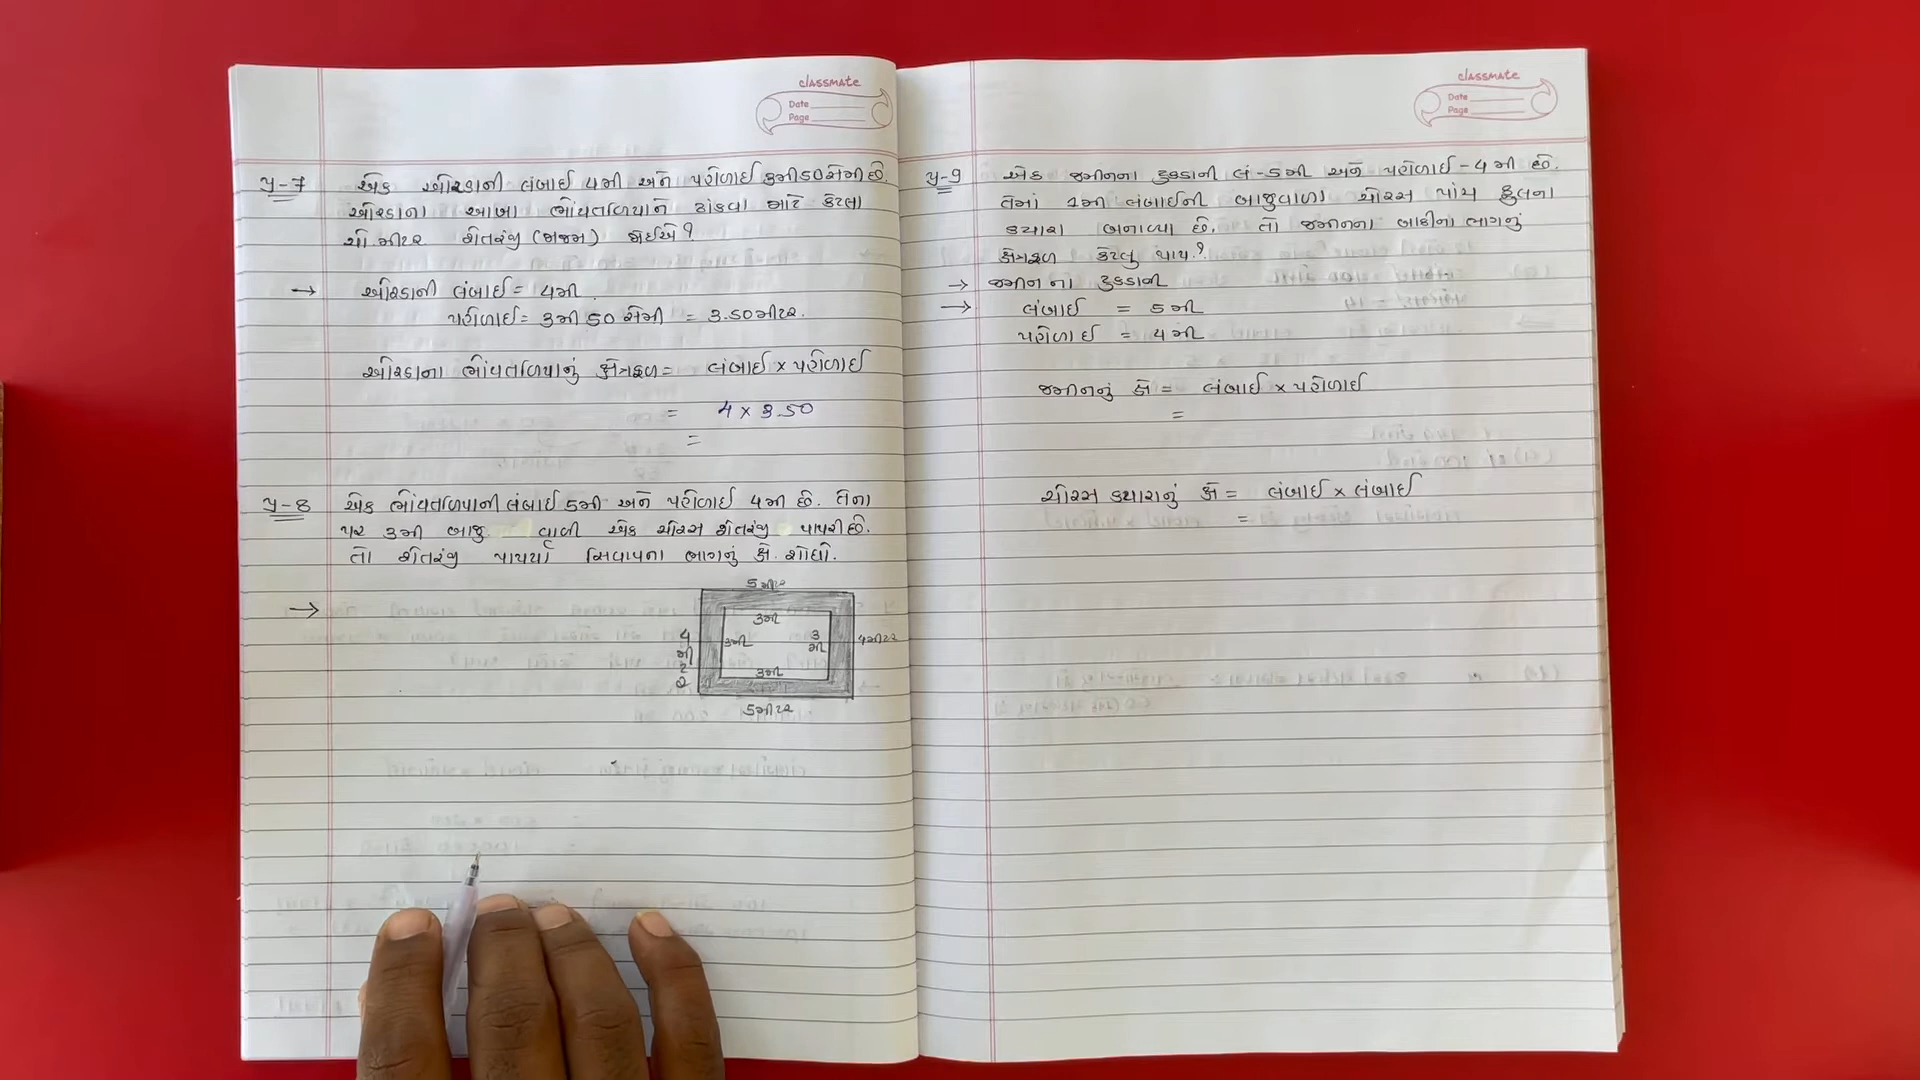 classmate
Date
Page
પ્ર-7 એક ઓરડાની લંબાઈ 4મી અને પહોળાઈ 3મી50સેમી છે.
ઓરડાના આખા ભોંયતળિયાને ઢાંકવા માટે કેટલા
ચો.મીટર શેતરંજી (જાજમ) જોઈએ?
→ ઓરડાની લંબાઈ = 4મી.
પહોળાઈ = 3મી 50 સેમી = 3.50મીટર.
ઓરડાના ભોંયતળિયાનું ક્ષેત્રફળ = લંબાઈ × પહોળાઈ
= 4 × 3.50
=
પ્ર-8 એક ભોંયતળિયાની લંબાઈ 5મી અને પહોળાઈ 4મી છે. તેના
પર 3મી બાજુ વાળી એક ચોરસ શેતરંજી પાથરી છે.
તો શેતરંજી પાથર્યા સિવાયના ભાગનું ક્ષે. શોધો.
→
5મીટર
3મી
4મીટર 3મી 3મી 4મીટર
3મી
5મીટર
classmate
Date
Page
પ્ર-9 એક જમીનના ટુકડાની લં-5મી અને પહોળાઈ-4મી છે.
તેમાં 1મી લંબાઈની બાજુવાળા ચોરસ પાંચ ફુલના
ક્યારા બનાવ્યા છે. તો જમીનના બાકીના ભાગનું
ક્ષેત્રફળ કેટલુ થાય.?
→ જમીન ના ટુકડાની
→ લંબાઈ = 5મી
પહોળાઈ = 4મી
જમીનનું ક્ષે = લંબાઈ × પહોળાઈ
=
ચોરસ ક્યારાનું ક્ષે = લંબાઈ × લંબાઈ
=